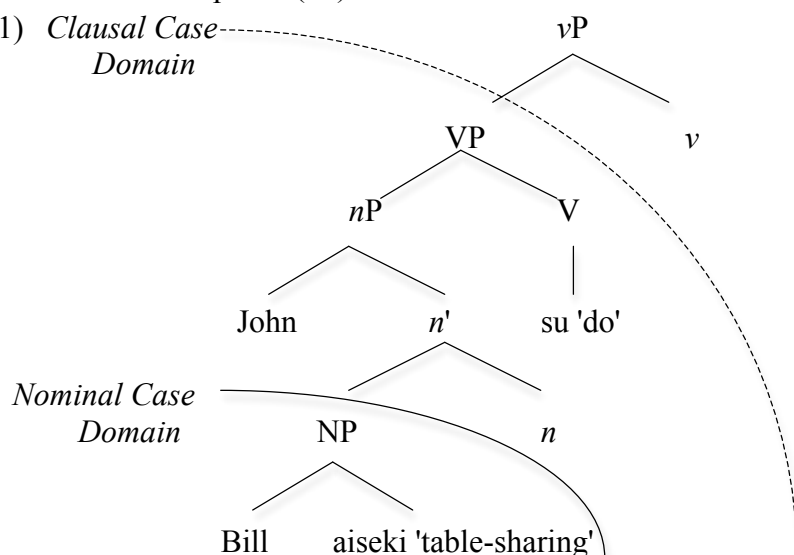 1) Clausal Case Domain
vP
VP
v
nP
V
John
n'
su 'do'
Nominal Case Domain
NP
n
Bill
aiseki 'table-sharing'